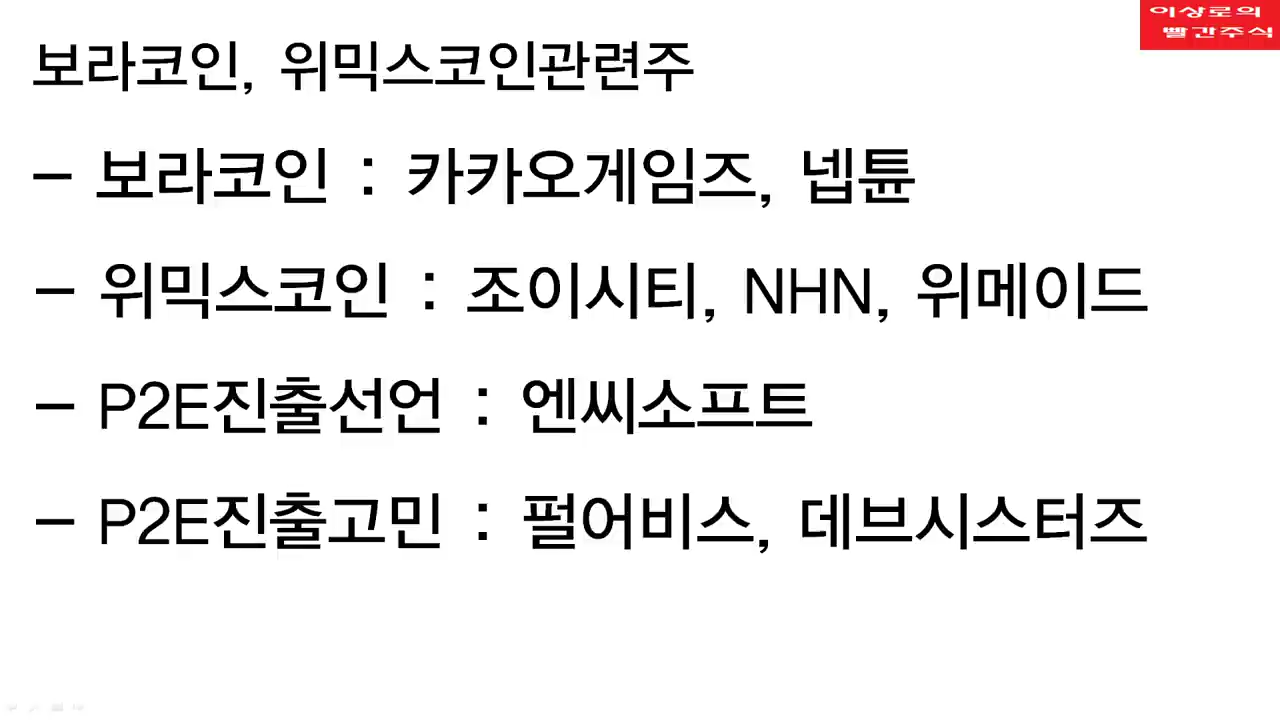 이상로의
빨간주식
보라코인, 위믹스코인관련주
- 보라코인 : 카카오게임즈, 넵튠
- 위믹스코인 : 조이시티, NHN, 위메이드
- P2E진출선언 : 엔씨소프트
- P2E진출고민 : 펄어비스, 데브시스터즈